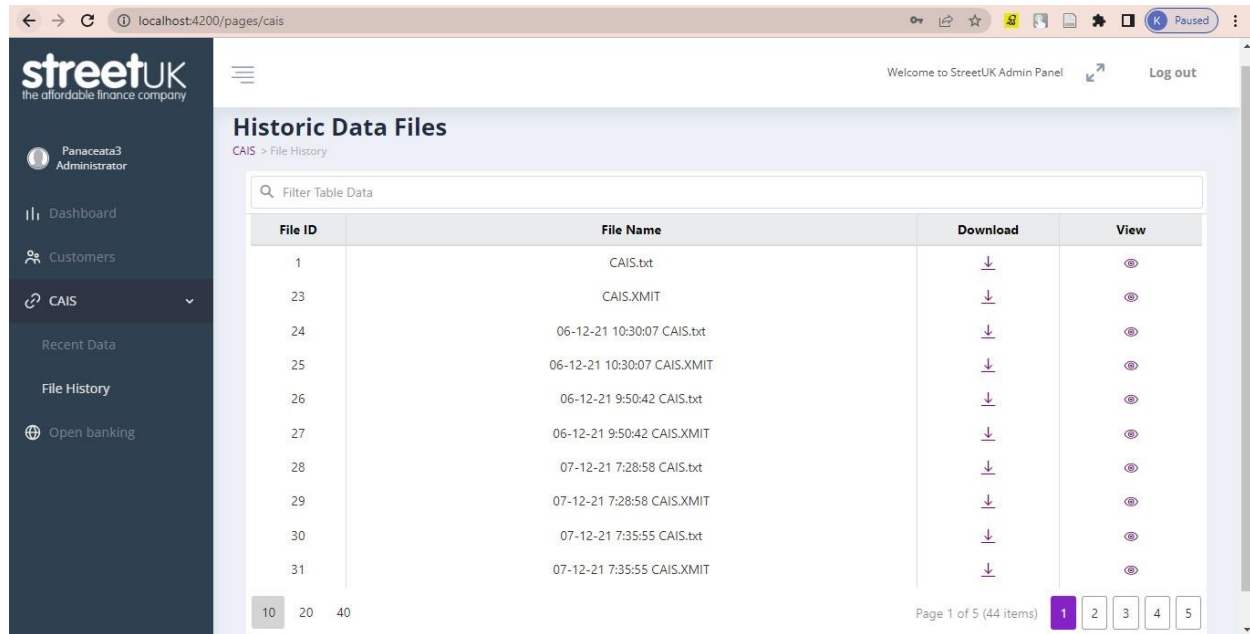 localhost:4200/pages/cais
K Paused
streetUK
the affordable finance company
Welcome to StreetUK Admin Panel
Log out
Panaceata3
Administrator
Dashboard
Customers
CAIS
Recent Data
File History
Open banking
Historic Data Files
CAIS > File History
Filter Table Data
File ID File Name Download View
1 CAIS.txt
23 CAIS.XMIT
24 06-12-21 10:30:07 CAIS.txt
25 06-12-21 10:30:07 CAIS.XMIT
26 06-12-21 9:50:42 CAIS.txt
27 06-12-21 9:50:42 CAIS.XMIT
28 07-12-21 7:28:58 CAIS.txt
29 07-12-21 7:28:58 CAIS.XMIT
30 07-12-21 7:35:55 CAIS.txt
31 07-12-21 7:35:55 CAIS.XMIT
10 20 40 Page 1 of 5 (44 items) 1 2 3 4 5